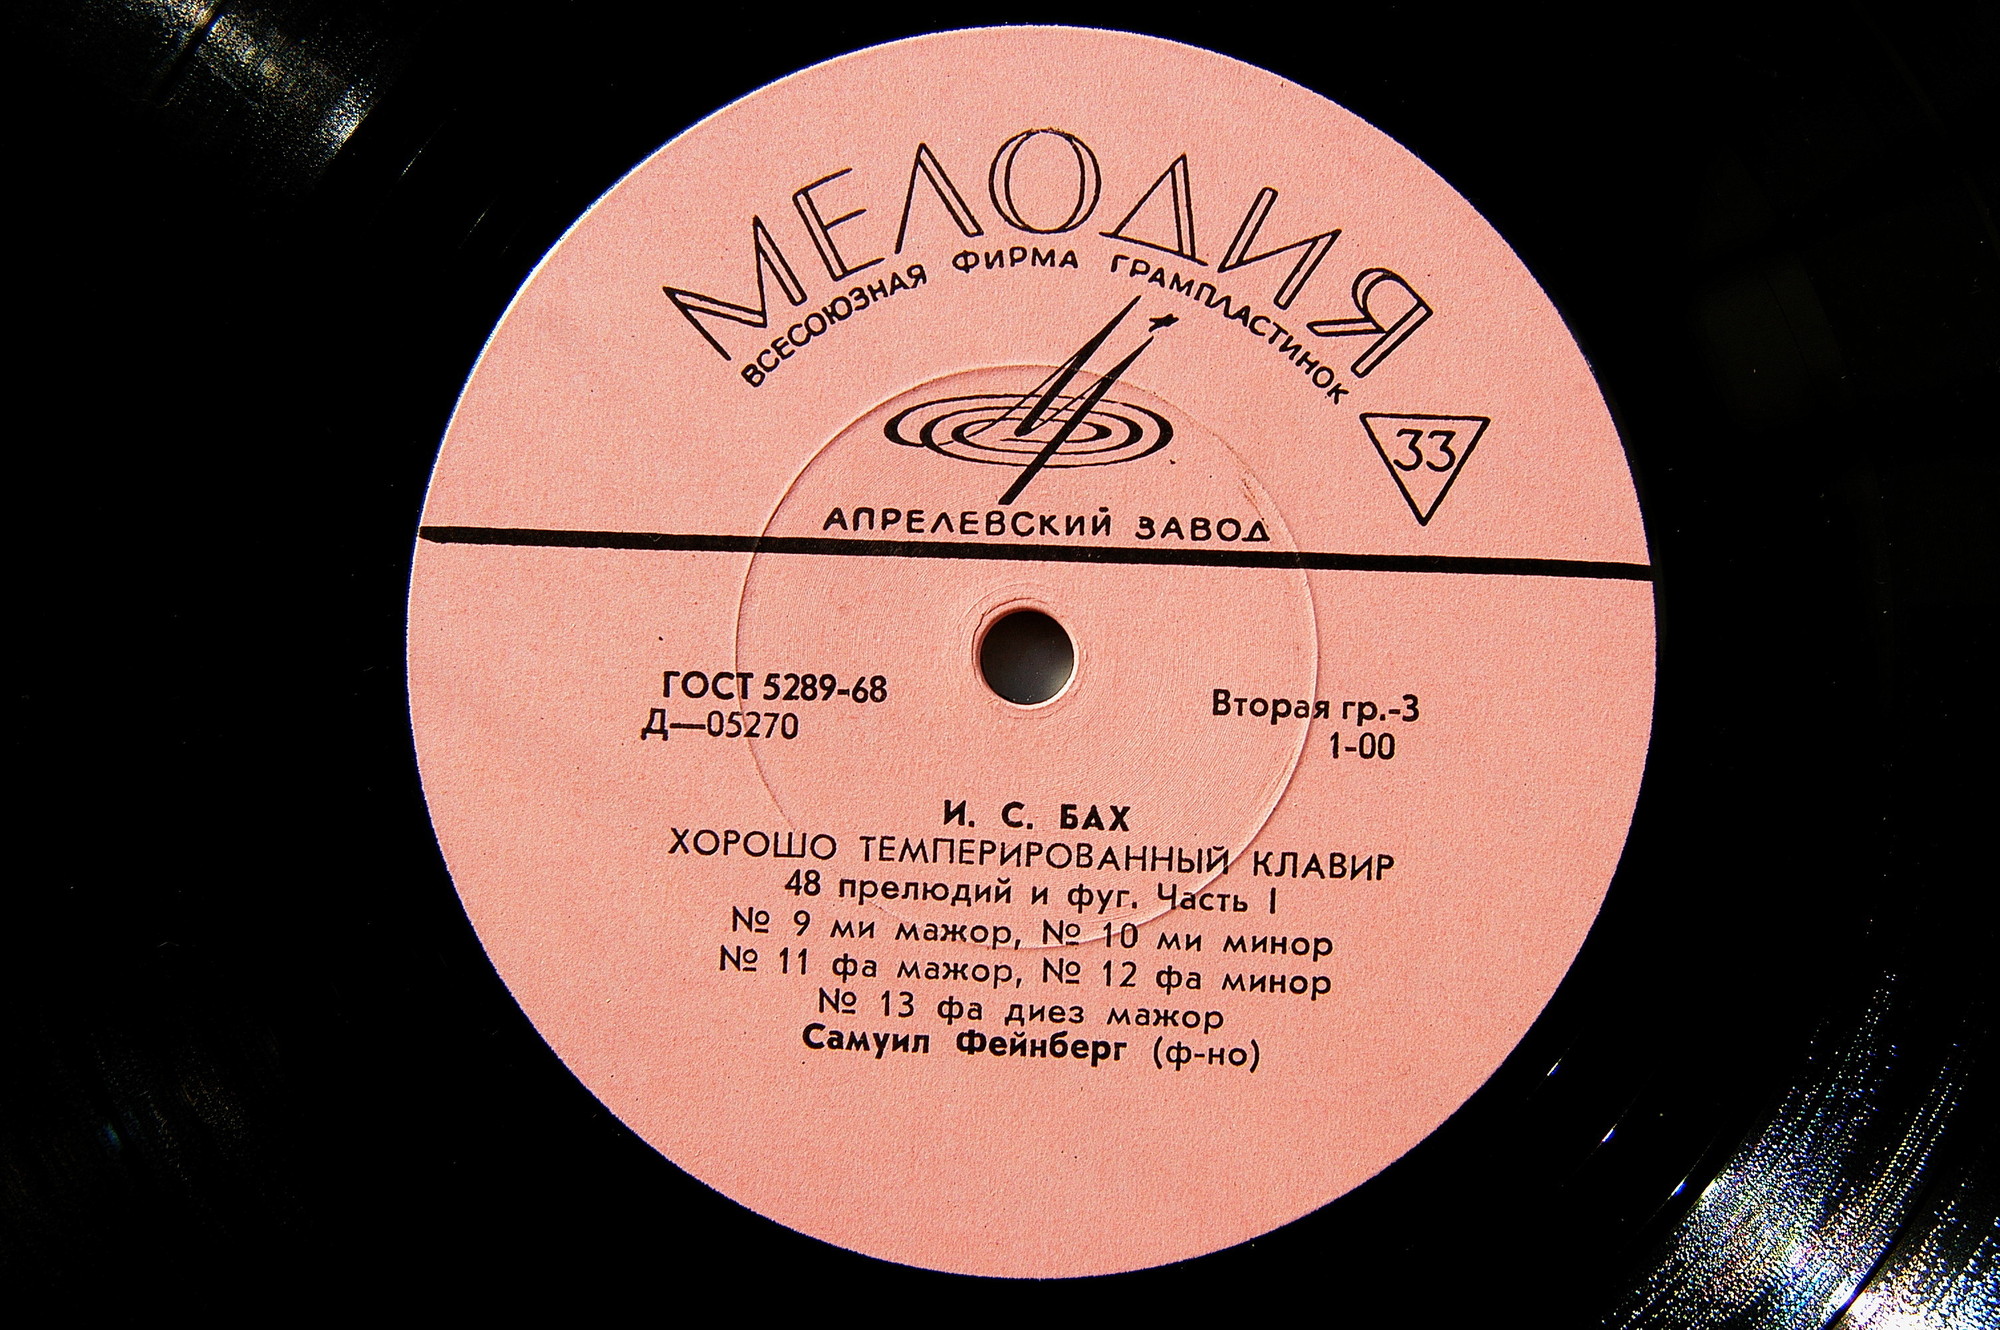 МЕЛОДИЯ
ВСЕСОЮЗНАЯ ФИРМА ГРАМПЛАСТИНОК
33
АПРЕЛЕВСКИЙ ЗАВОД
ГОСТ 5289-68
Д—05270
Вторая гр.-3
1-00
И. С. БАХ
ХОРОШО ТЕМПЕРИРОВАННЫЙ КЛАВИР
48 прелюдий и фуг. Часть I
№ 9 ми мажор, № 10 ми минор
№ 11 фа мажор, № 12 фа минор
№ 13 фа диез мажор
Самуил Фейнберг (ф-но)